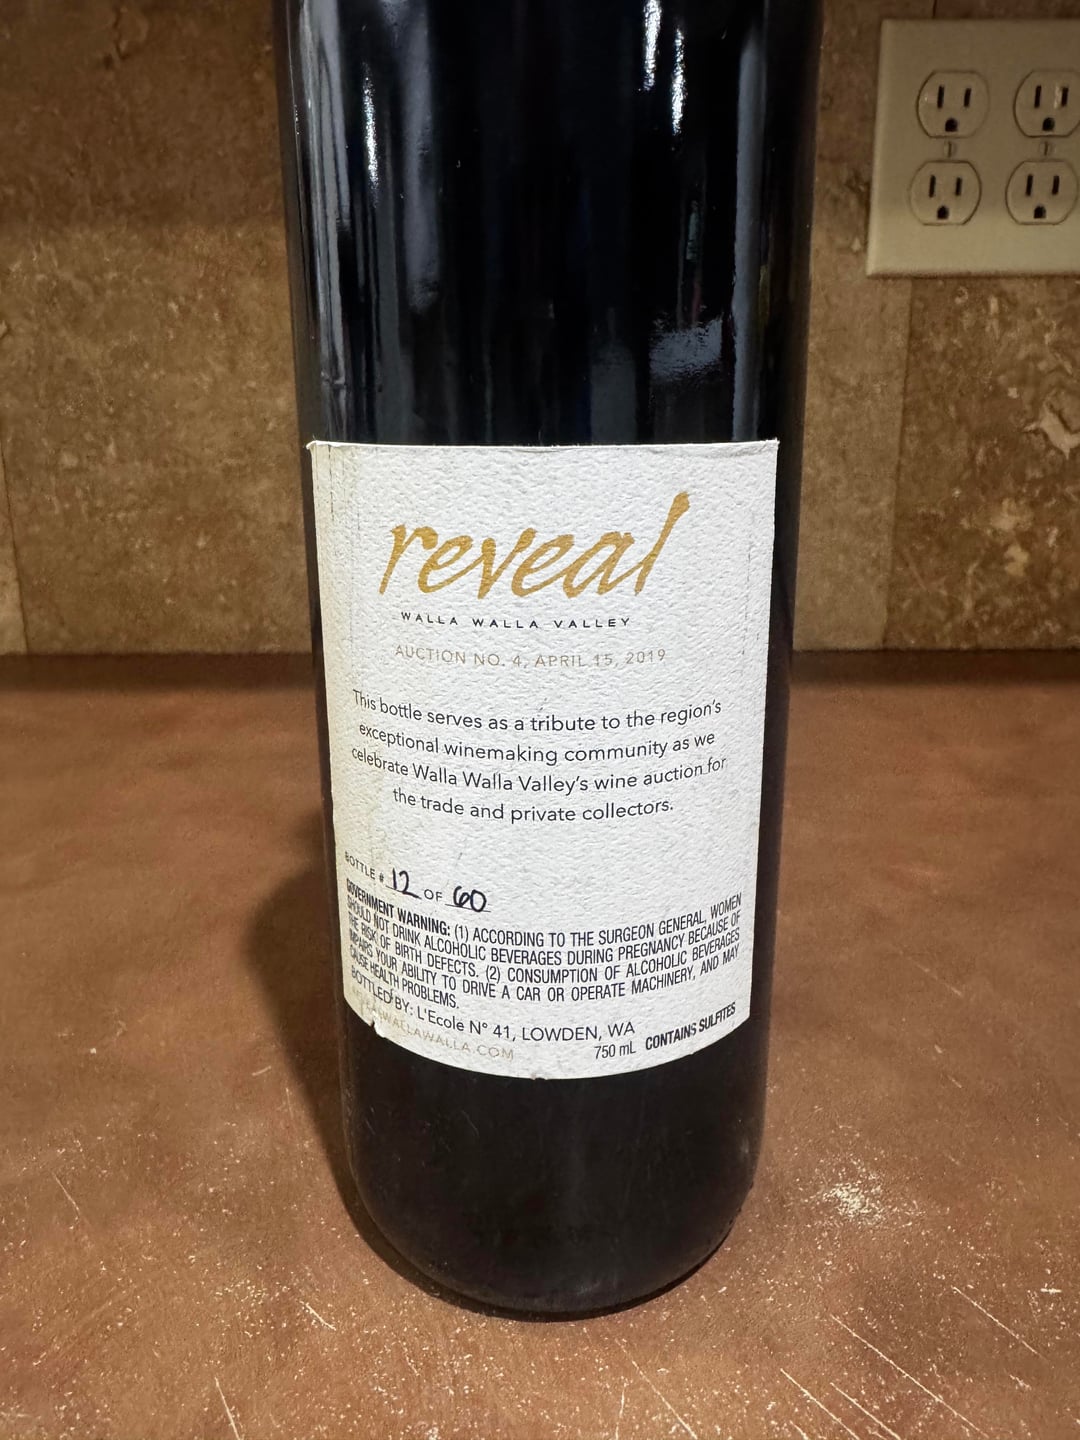 reveal
WALLA WALLA VALLEY
AUCTION NO. 4, APRIL 15, 2019
This bottle serves as a tribute to the region's
exceptional winemaking community as we
celebrate Walla Walla Valley's wine auction for
the trade and private collectors.
BOTTLE # 12 OF 60
GOVERNMENT WARNING: (1) ACCORDING TO THE SURGEON GENERAL, WOMEN
SHOULD NOT DRINK ALCOHOLIC BEVERAGES DURING PREGNANCY BECAUSE OF
THE RISK OF BIRTH DEFECTS. (2) CONSUMPTION OF ALCOHOLIC BEVERAGES
IMPAIRS YOUR ABILITY TO DRIVE A CAR OR OPERATE MACHINERY, AND MAY
CAUSE HEALTH PROBLEMS.
BOTTLED BY: L'Ecole N° 41, LOWDEN, WA
750 mL CONTAINS SULFITES